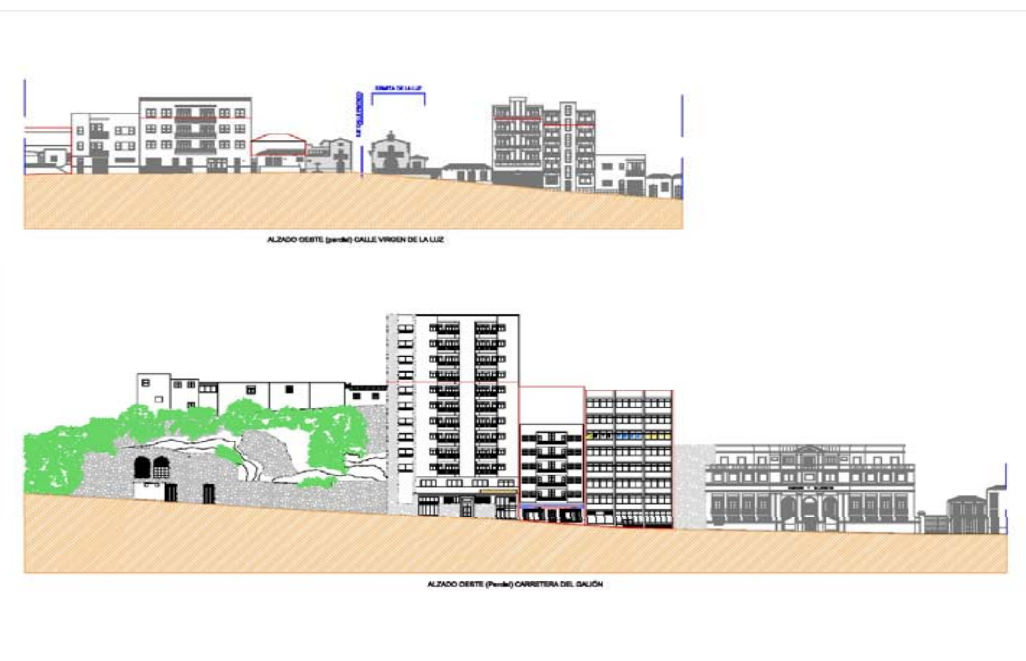 ERMITA DE LA LUZ
ALZADO OESTE (parcial) CALLE VIRGEN DE LA LUZ
ALZADO OESTE (Parcial) CARRETERA DEL GALIÓN